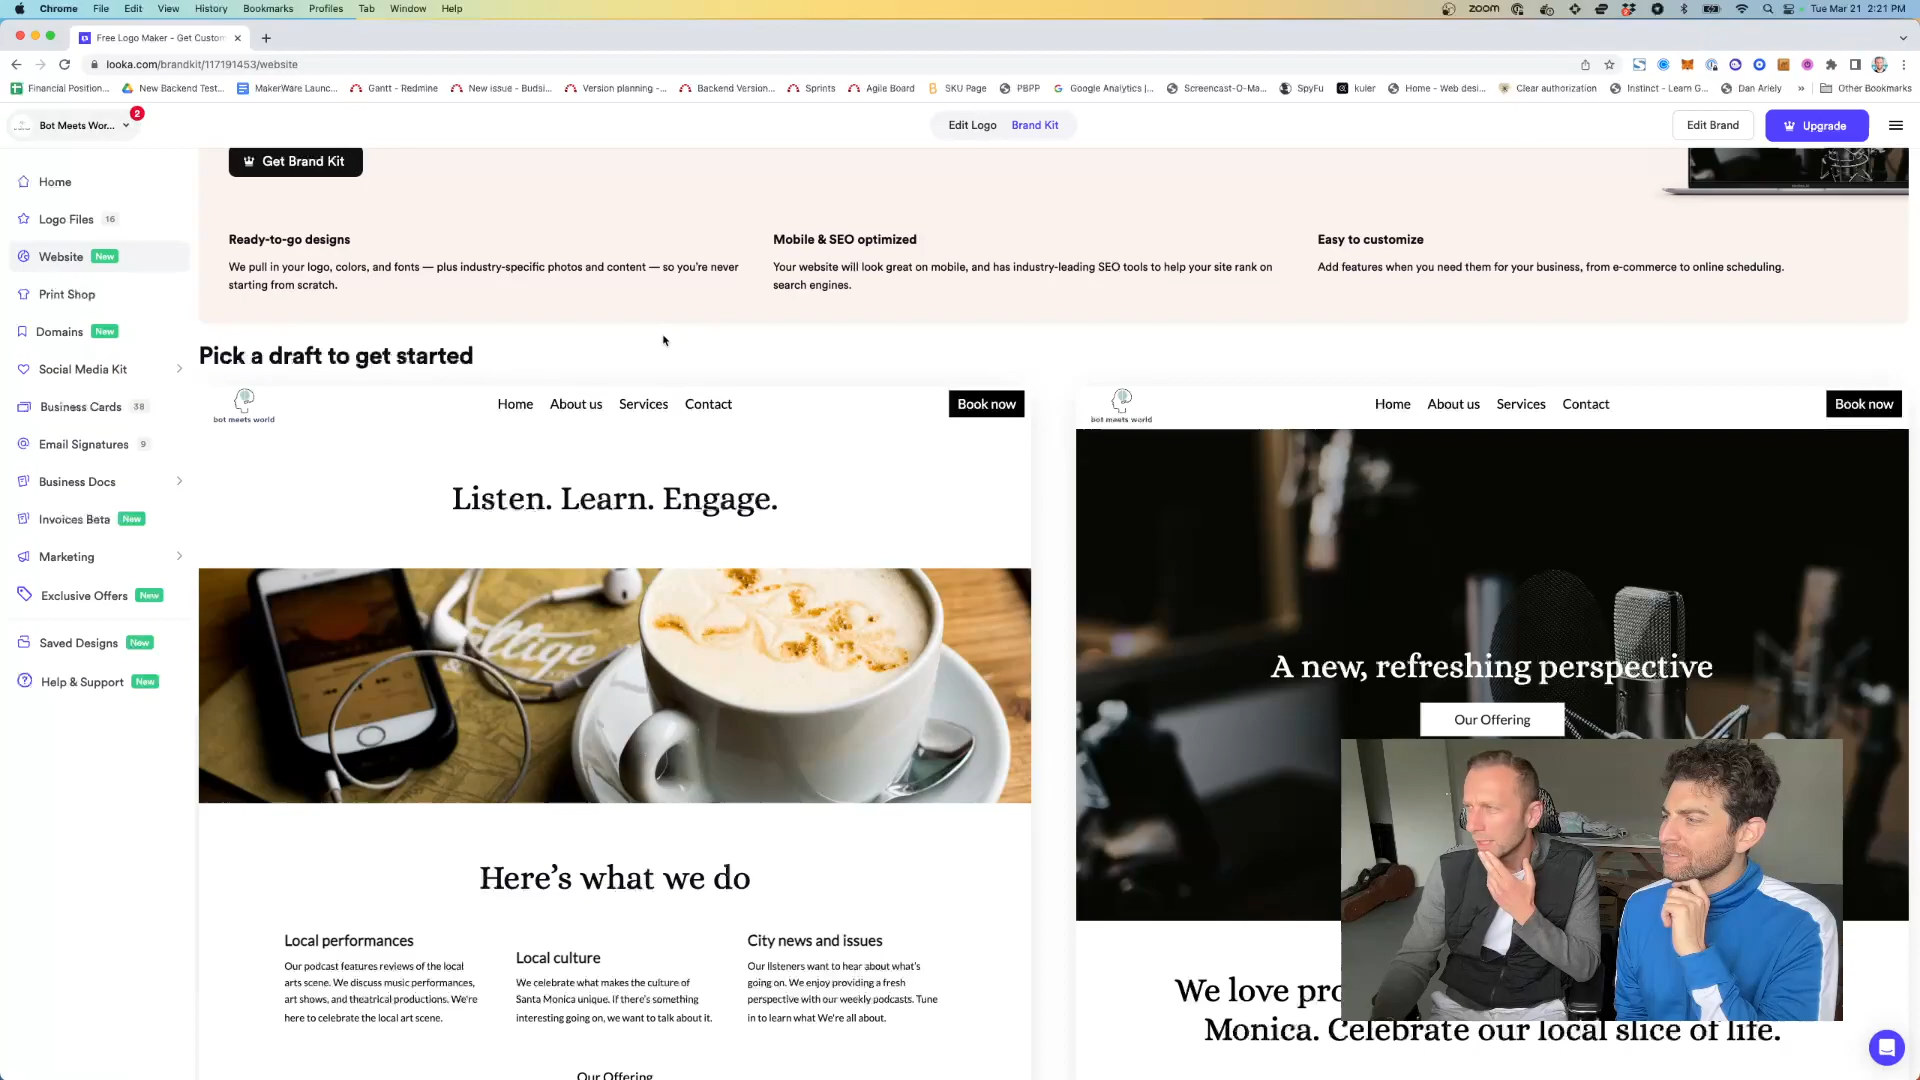 Chrome File Edit View History Bookmarks Profiles Tab Window Help
zoom
Tue Mar 21 2:21 PM
Free Logo Maker - Get Custom
looka.com/brandkit/117191453/website
Financial Position... New Backend Test... MakerWare Launc... Gantt - Redmine New issue - Budsi... Version planning -... Backend Version... Sprints Agile Board SKU Page PBPP Google Analytics |... Screencast-O-Ma... SpyFu kuler Home - Web desi... Clear authorization Instinct - Learn G... Dan Ariely » Other Bookmarks
Bot Meets Wor...
2
Edit Logo Brand Kit
Edit Brand
Upgrade
Home
Logo Files 16
Website New
Print Shop
Domains New
Social Media Kit
Business Cards 38
Email Signatures 9
Business Docs
Invoices Beta New
Marketing
Exclusive Offers New
Saved Designs New
Help & Support New
Get Brand Kit
Ready-to-go designs
We pull in your logo, colors, and fonts — plus industry-specific photos and content — so you're never
starting from scratch.
Mobile & SEO optimized
Your website will look great on mobile, and has industry-leading SEO tools to help your site rank on
search engines.
Easy to customize
Add features when you need them for your business, from e-commerce to online scheduling.
Pick a draft to get started
bot meets world
Home About us Services Contact
Book now
Listen. Learn. Engage.
Here's what we do
Local performances
Our podcast features reviews of the local
arts scene. We discuss music performances,
art shows, and theatrical productions. We're
here to celebrate the local art scene.
Local culture
We celebrate what makes the culture of
Santa Monica unique. If there's something
interesting going on, we want to talk about it.
City news and issues
Our listeners want to hear about what's
going on. We enjoy providing a fresh
perspective with our weekly podcasts. Tune
in to learn what We're all about.
Our Offering
bot meets world
Home About us Services Contact
Book now
A new, refreshing perspective
Our Offering
We love pro
Monica. Celebrate our local slice of life.